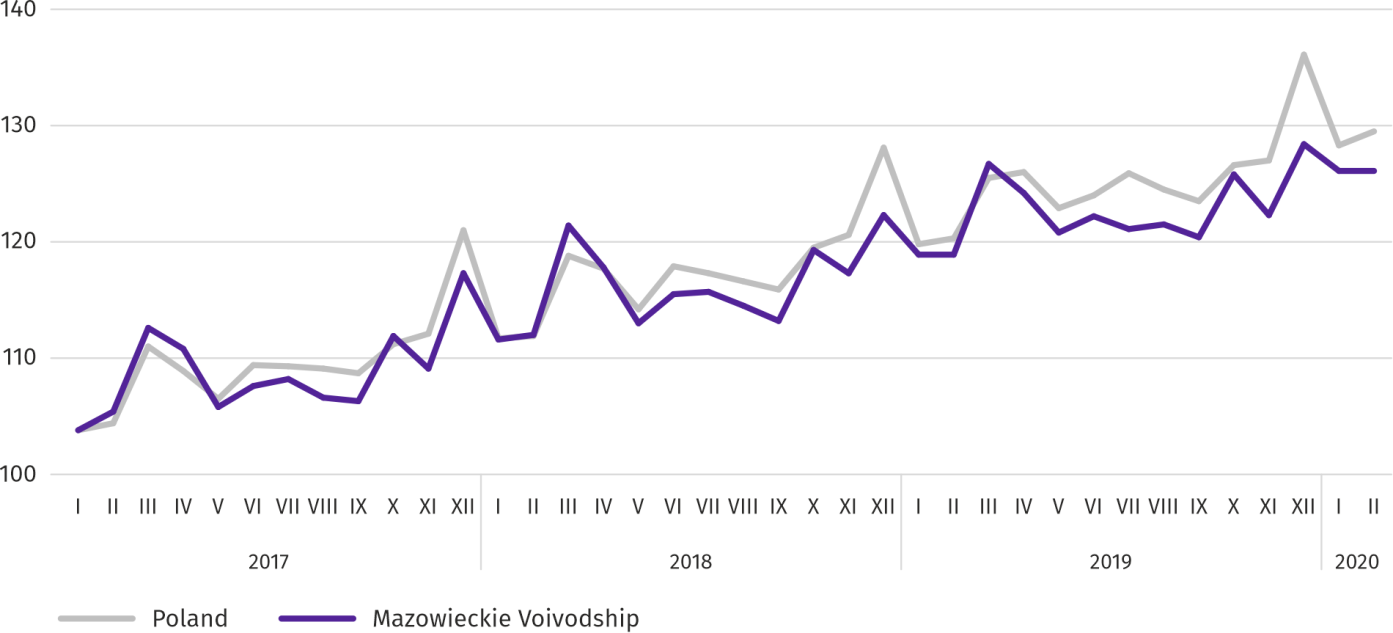 140
130
120
110
100
I II III IV V VI VII VIII IX X XI XII I II III IV V VI VII VIII IX X XI XII I II III IV V VI VII VIII IX X XI XII I II
2017 2018 2019 2020
Poland Mazowieckie Voivodship